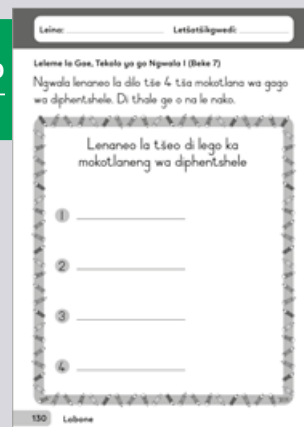 Leina: Letšatšikgwedi:
Leleme la Gae, Tekolo ya go Ngwala 1 (Beke 7)
Ngwala lenaneo la dilo tše 4 tša mokotlana wa gago
wa diphentshele. Di thale ge o na le nako.
Lenaneo la tšeo di lego ka
mokotlaneng wa diphentshele
1
2
3
4
130 Labone